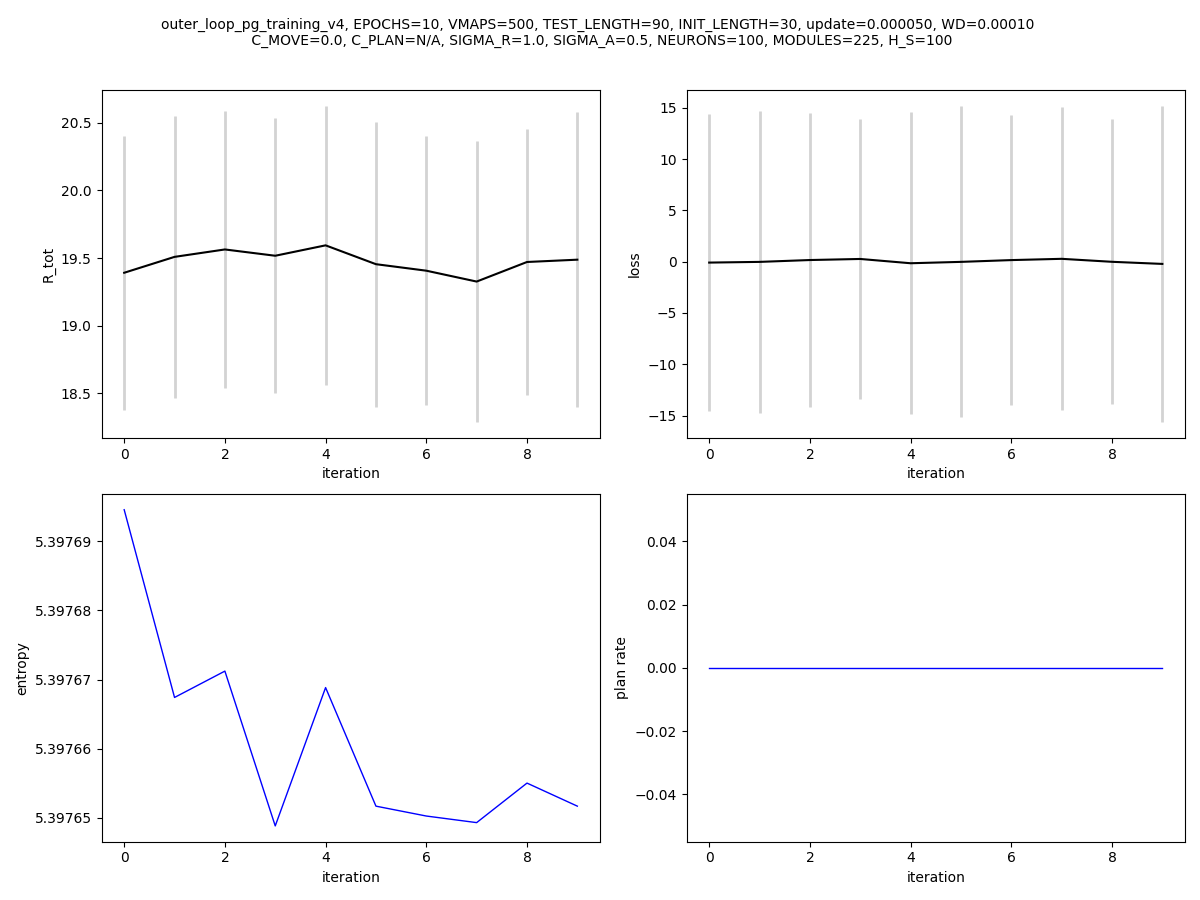 outer_loop_pg_training_v4, EPOCHS=10, VMAPS=500, TEST_LENGTH=90, INIT_LENGTH=30, update=0.000050, WD=0.00010
C_MOVE=0.0, C_PLAN=N/A, SIGMA_R=1.0, SIGMA_A=0.5, NEURONS=100, MODULES=225, H_S=100
20.5
20.0
19.5
19.0
18.5
R_tot
0 2 4 6 8
iteration
15
10
5
0
−5
−10
−15
loss
0 2 4 6 8
iteration
5.39769
5.39768
5.39767
5.39766
5.39765
entropy
0 2 4 6 8
iteration
0.04
0.02
0.00
−0.02
−0.04
plan rate
0 2 4 6 8
iteration